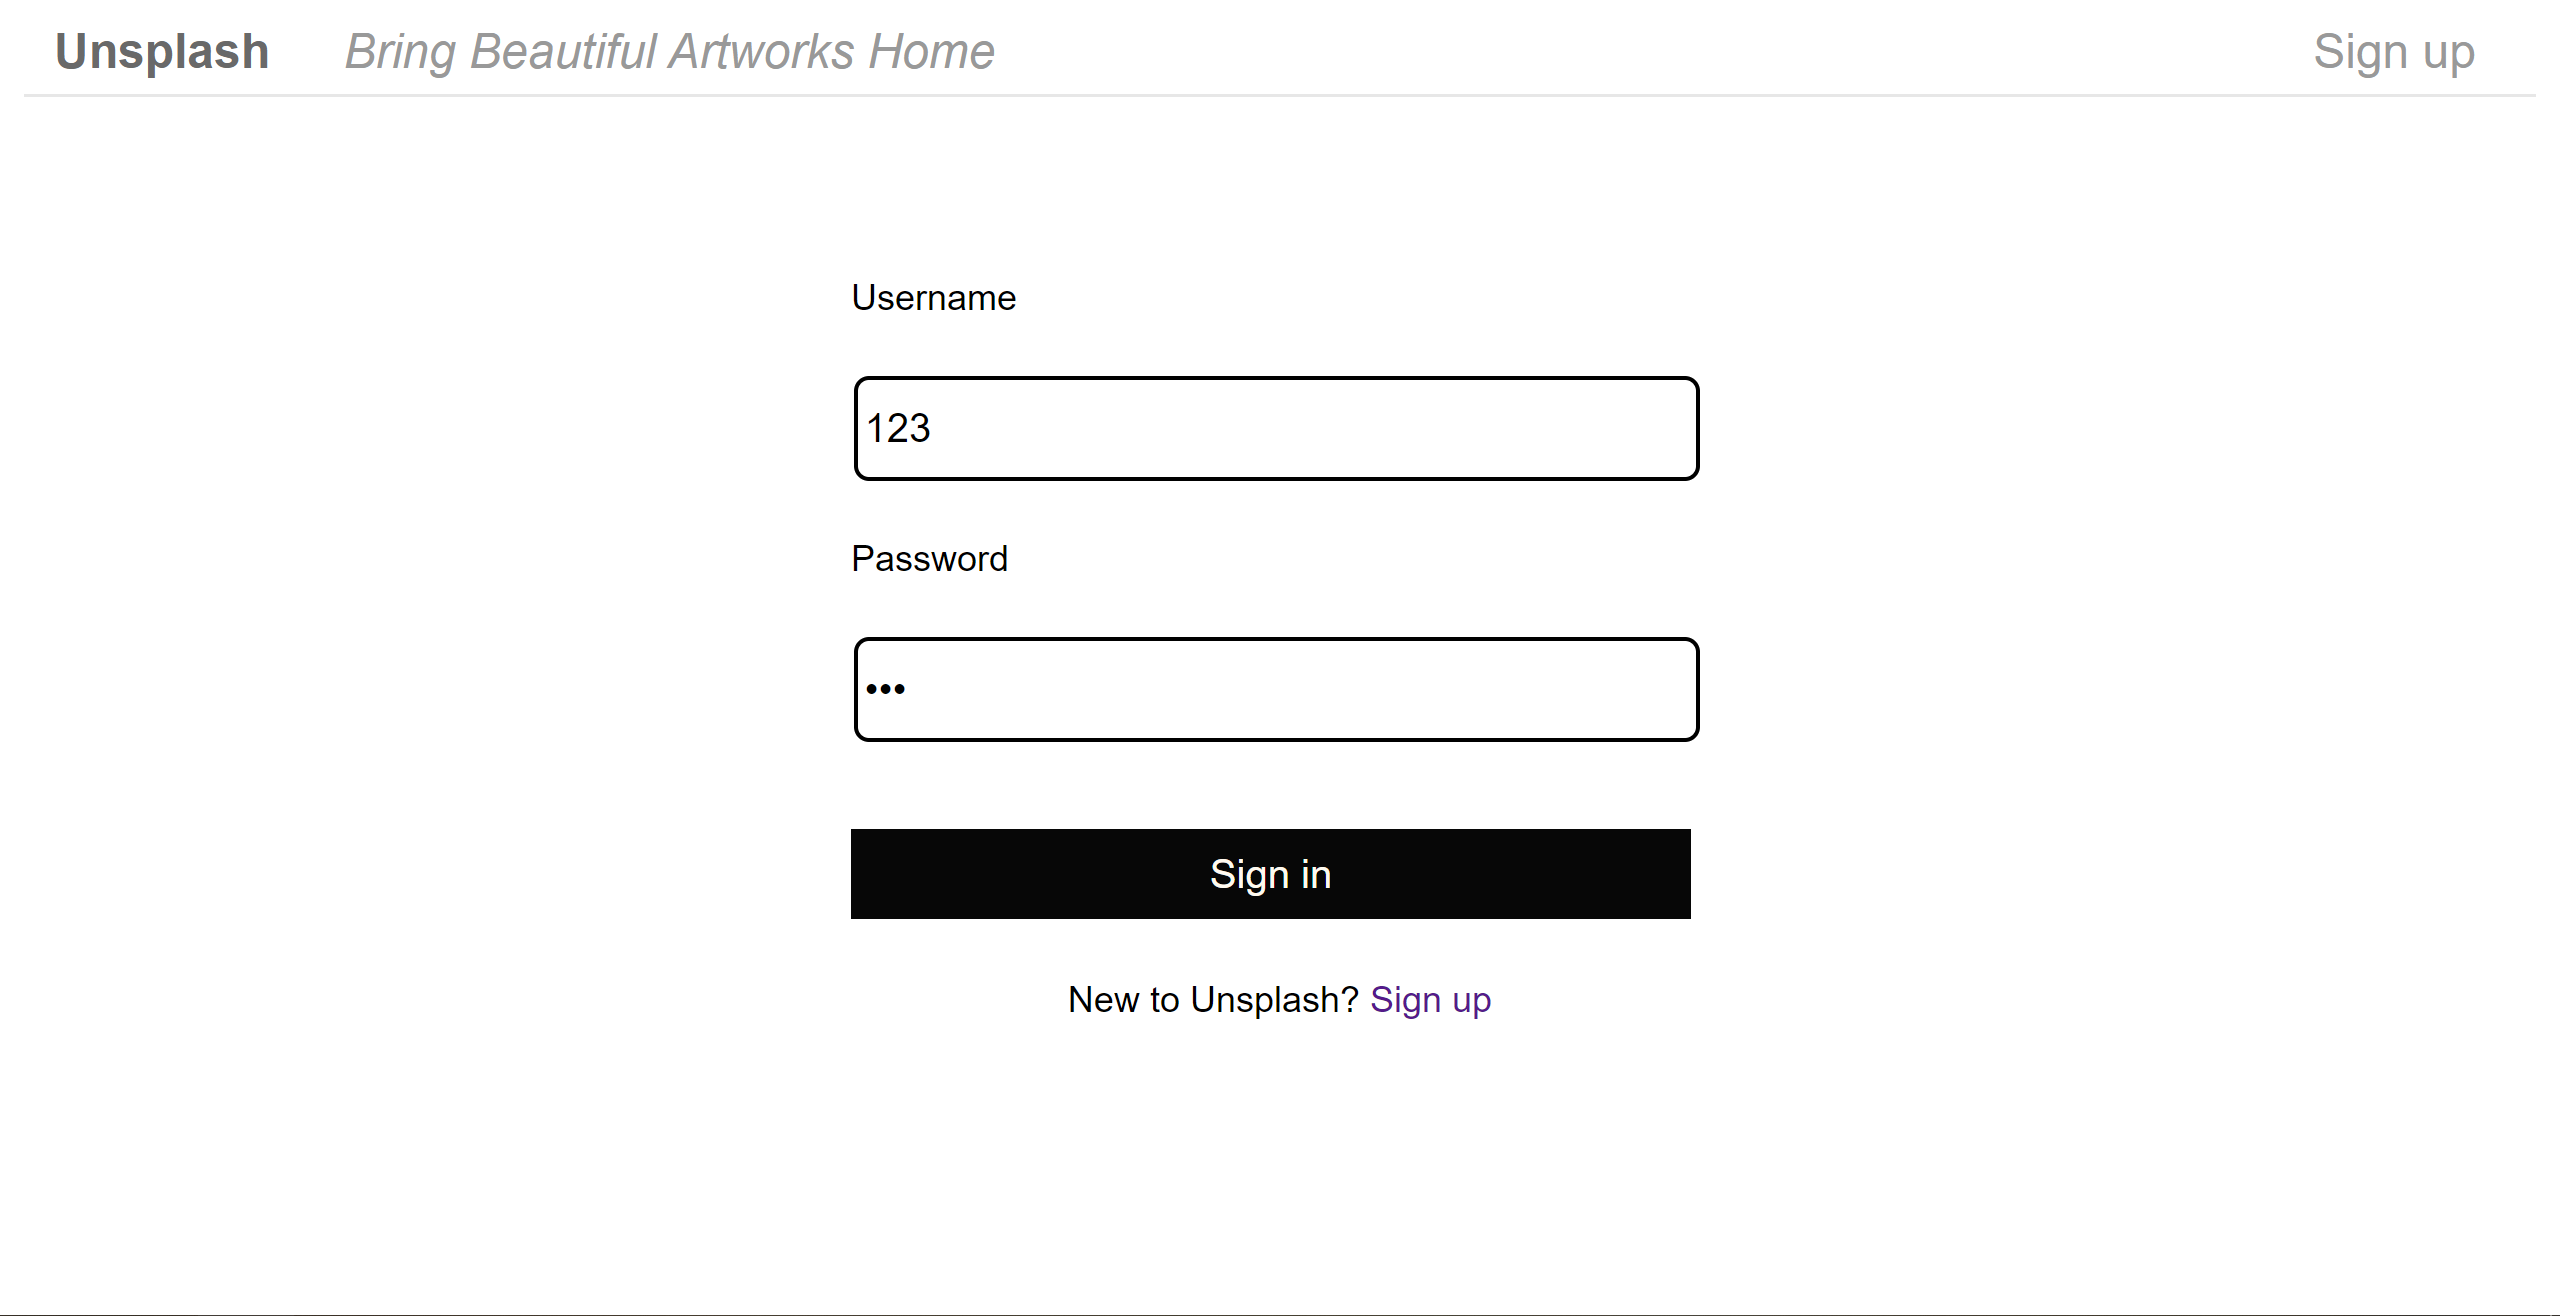 Unsplash Bring Beautiful Artworks Home Sign up
Username
123
Password
•••
Sign in
New to Unsplash? Sign up